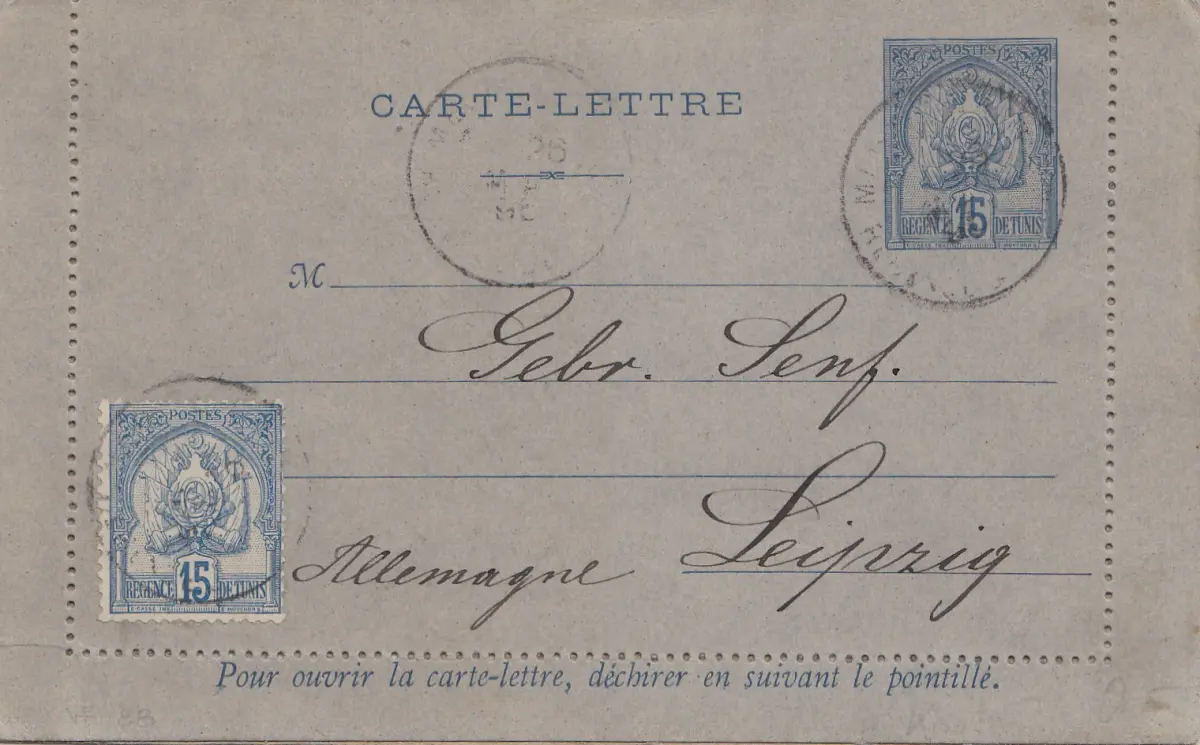 POSTES
15
REGENCE DE TUNIS
CARTE-LETTRE
26
M
Gebr. Senf.
POSTES
15
REGENCE DE TUNIS
Allemagne
Leipzig
Pour ouvrir la carte-lettre, déchirer en suivant le pointillé.